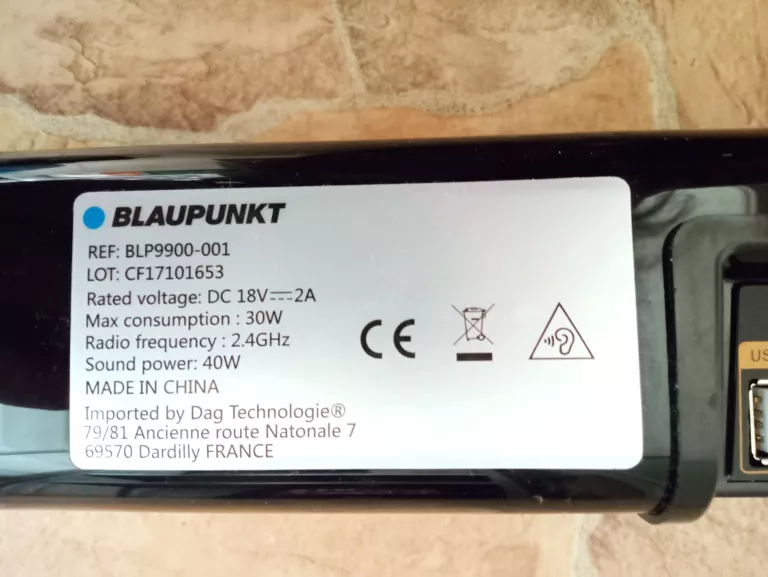 BLAUPUNKT
REF: BLP9900-001
LOT: CF17101653
Rated voltage: DC 18V⎓2A
Max consumption : 30W
Radio frequency : 2.4GHz
Sound power: 40W
MADE IN CHINA
Imported by Dag Technologie®
79/81 Ancienne route Natonale 7
69570 Dardilly FRANCE
CE